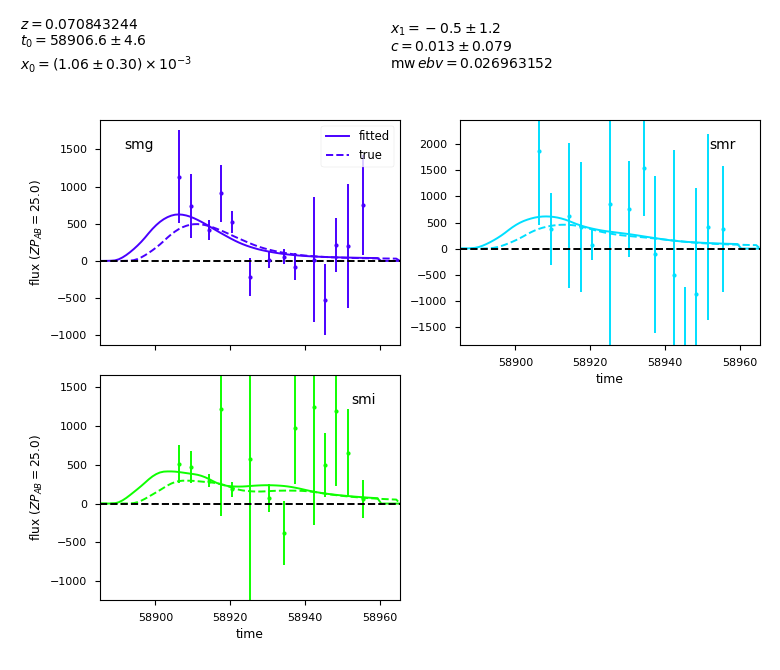 z = 0.070843244
t₀ = 58906.6 ± 4.6
x₀ = (1.06 ± 0.30) × 10⁻³
x₁ = −0.5 ± 1.2
c = 0.013 ± 0.079
mw ebv = 0.026963152
smg
fitted
true
1500
1000
500
0
−500
−1000
flux (ZP_AB = 25.0)
smr
2000
1500
1000
500
0
−500
−1000
−1500
58900 58920 58940 58960
time
smi
1500
1000
500
0
−500
−1000
flux (ZP_AB = 25.0)
58900 58920 58940 58960
time